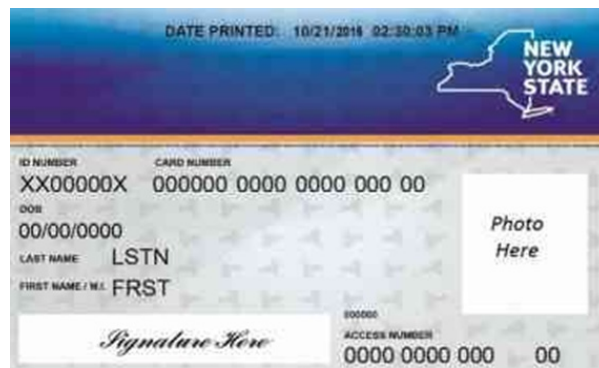 DATE PRINTED: 10/21/2016 02:30:03 PM
NEW
YORK
STATE
ID NUMBER CARD NUMBER
XX00000X 000000 0000 0000 000 00
DOB
00/00/0000
LAST NAME LSTN
FIRST NAME / M.I. FRST
Photo
Here
Signature Here
000000
ACCESS NUMBER
0000 0000 000 00